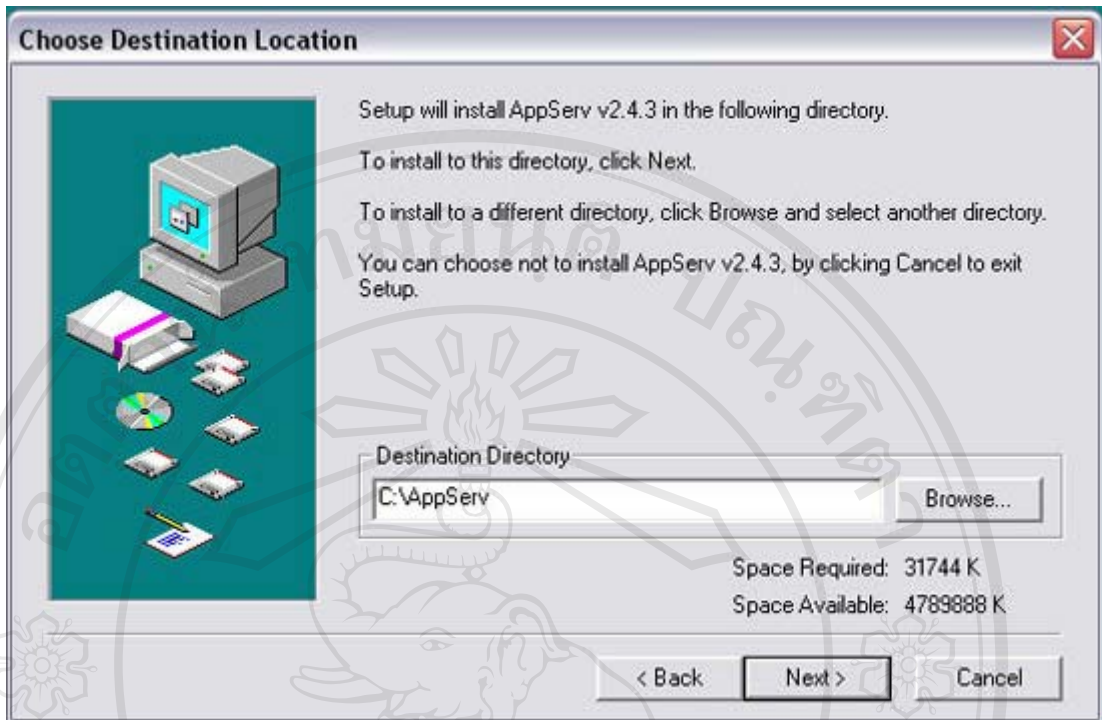 Choose Destination Location
Setup will install AppServ v2.4.3 in the following directory.
To install to this directory, click Next.
To install to a different directory, click Browse and select another directory.
You can choose not to install AppServ v2.4.3, by clicking Cancel to exit
Setup.
Destination Directory
C:\AppServ
Browse...
Space Required: 31744 K
Space Available: 4789888 K
< Back
Next >
Cancel